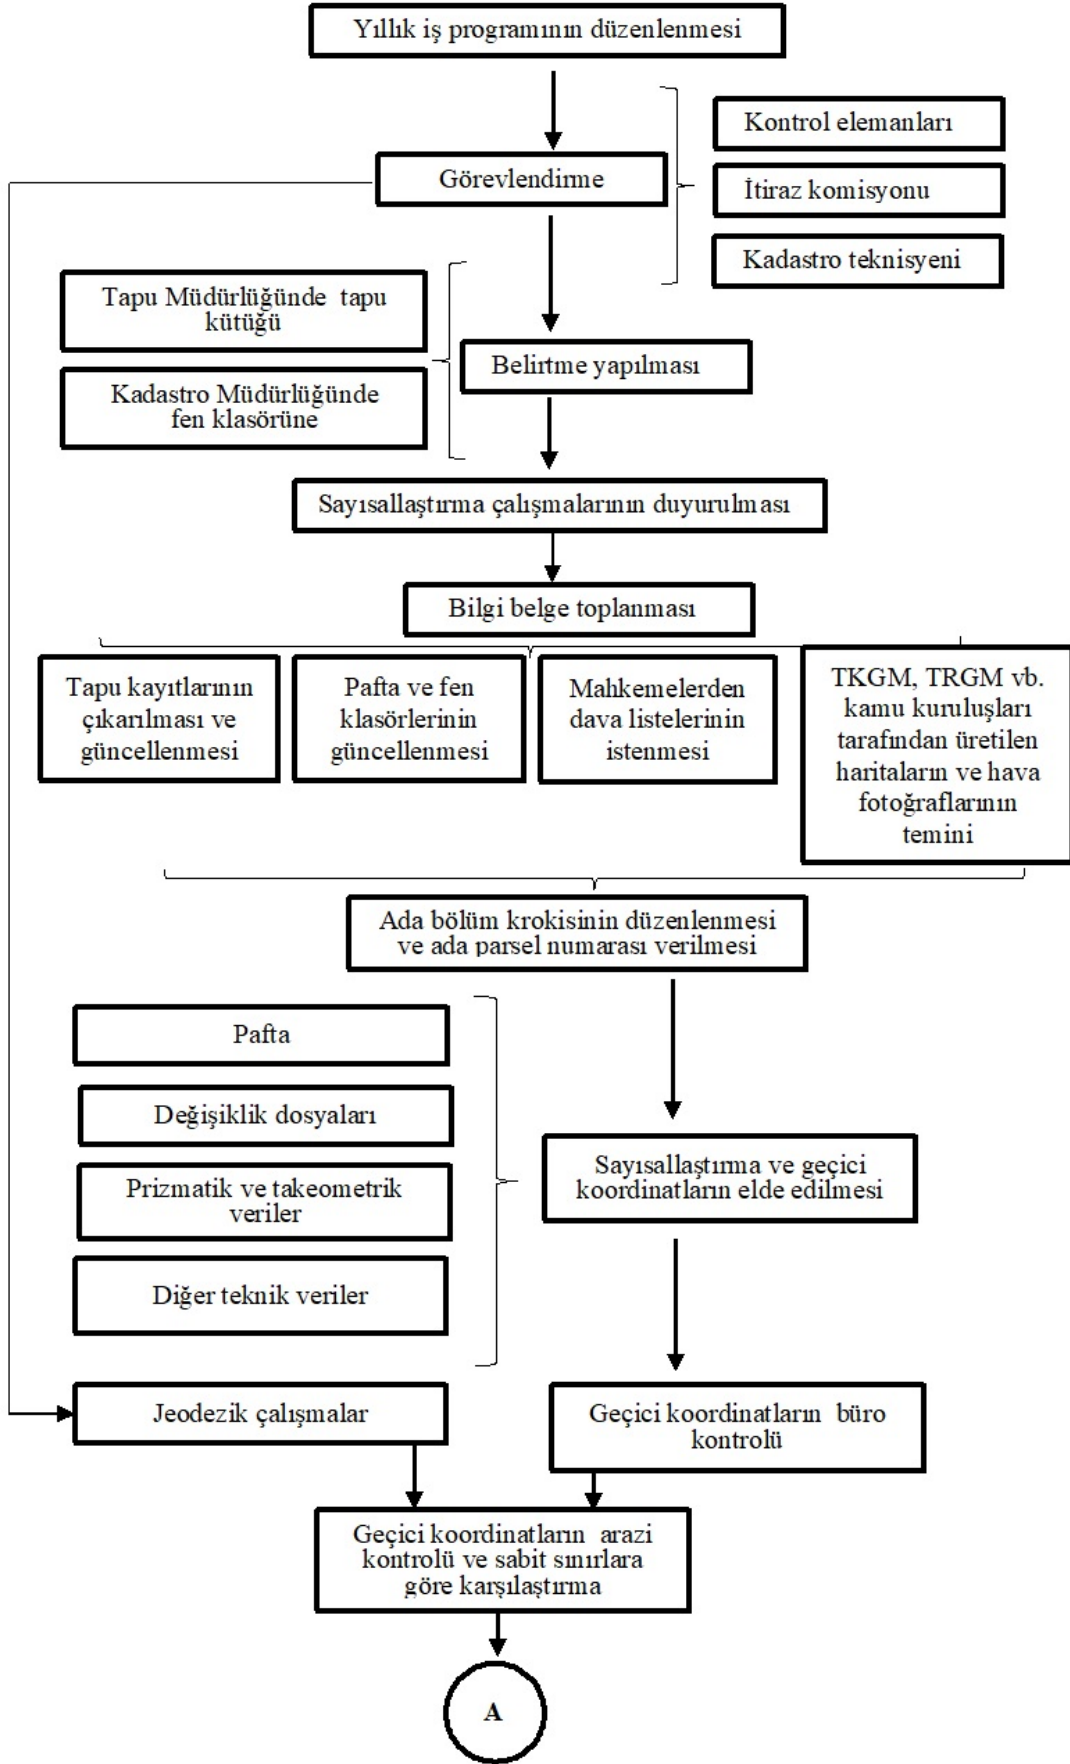 Yıllık iş programının düzenlenmesi
Kontrol elemanları
Görevlendirme
İtiraz komisyonu
Kadastro teknisyeni
Tapu Müdürlüğünde tapu
kütüğü
Belirtme yapılması
Kadastro Müdürlüğünde
fen klasörüne
Sayısallaştırma çalışmalarının duyurulması
Bilgi belge toplanması
Tapu kayıtlarının
çıkarılması ve
güncellenmesi
Pafta ve fen
klasörlerinin
güncellenmesi
Mahkemelerden
dava listelerinin
istenmesi
TKGM, TRGM vb.
kamu kuruluşları
tarafından üretilen
haritaların ve hava
fotoğraflarının
temini
Ada bölüm krokisinin düzenlenmesi
ve ada parsel numarası verilmesi
Pafta
Değişiklik dosyaları
Prizmatik ve takeometrik
veriler
Diğer teknik veriler
Sayısallaştırma ve geçici
koordinatların elde edilmesi
Jeodezik çalışmalar
Geçici koordinatların büro
kontrolü
Geçici koordinatların arazi
kontrolü ve sabit sınırlara
göre karşılaştırma
A